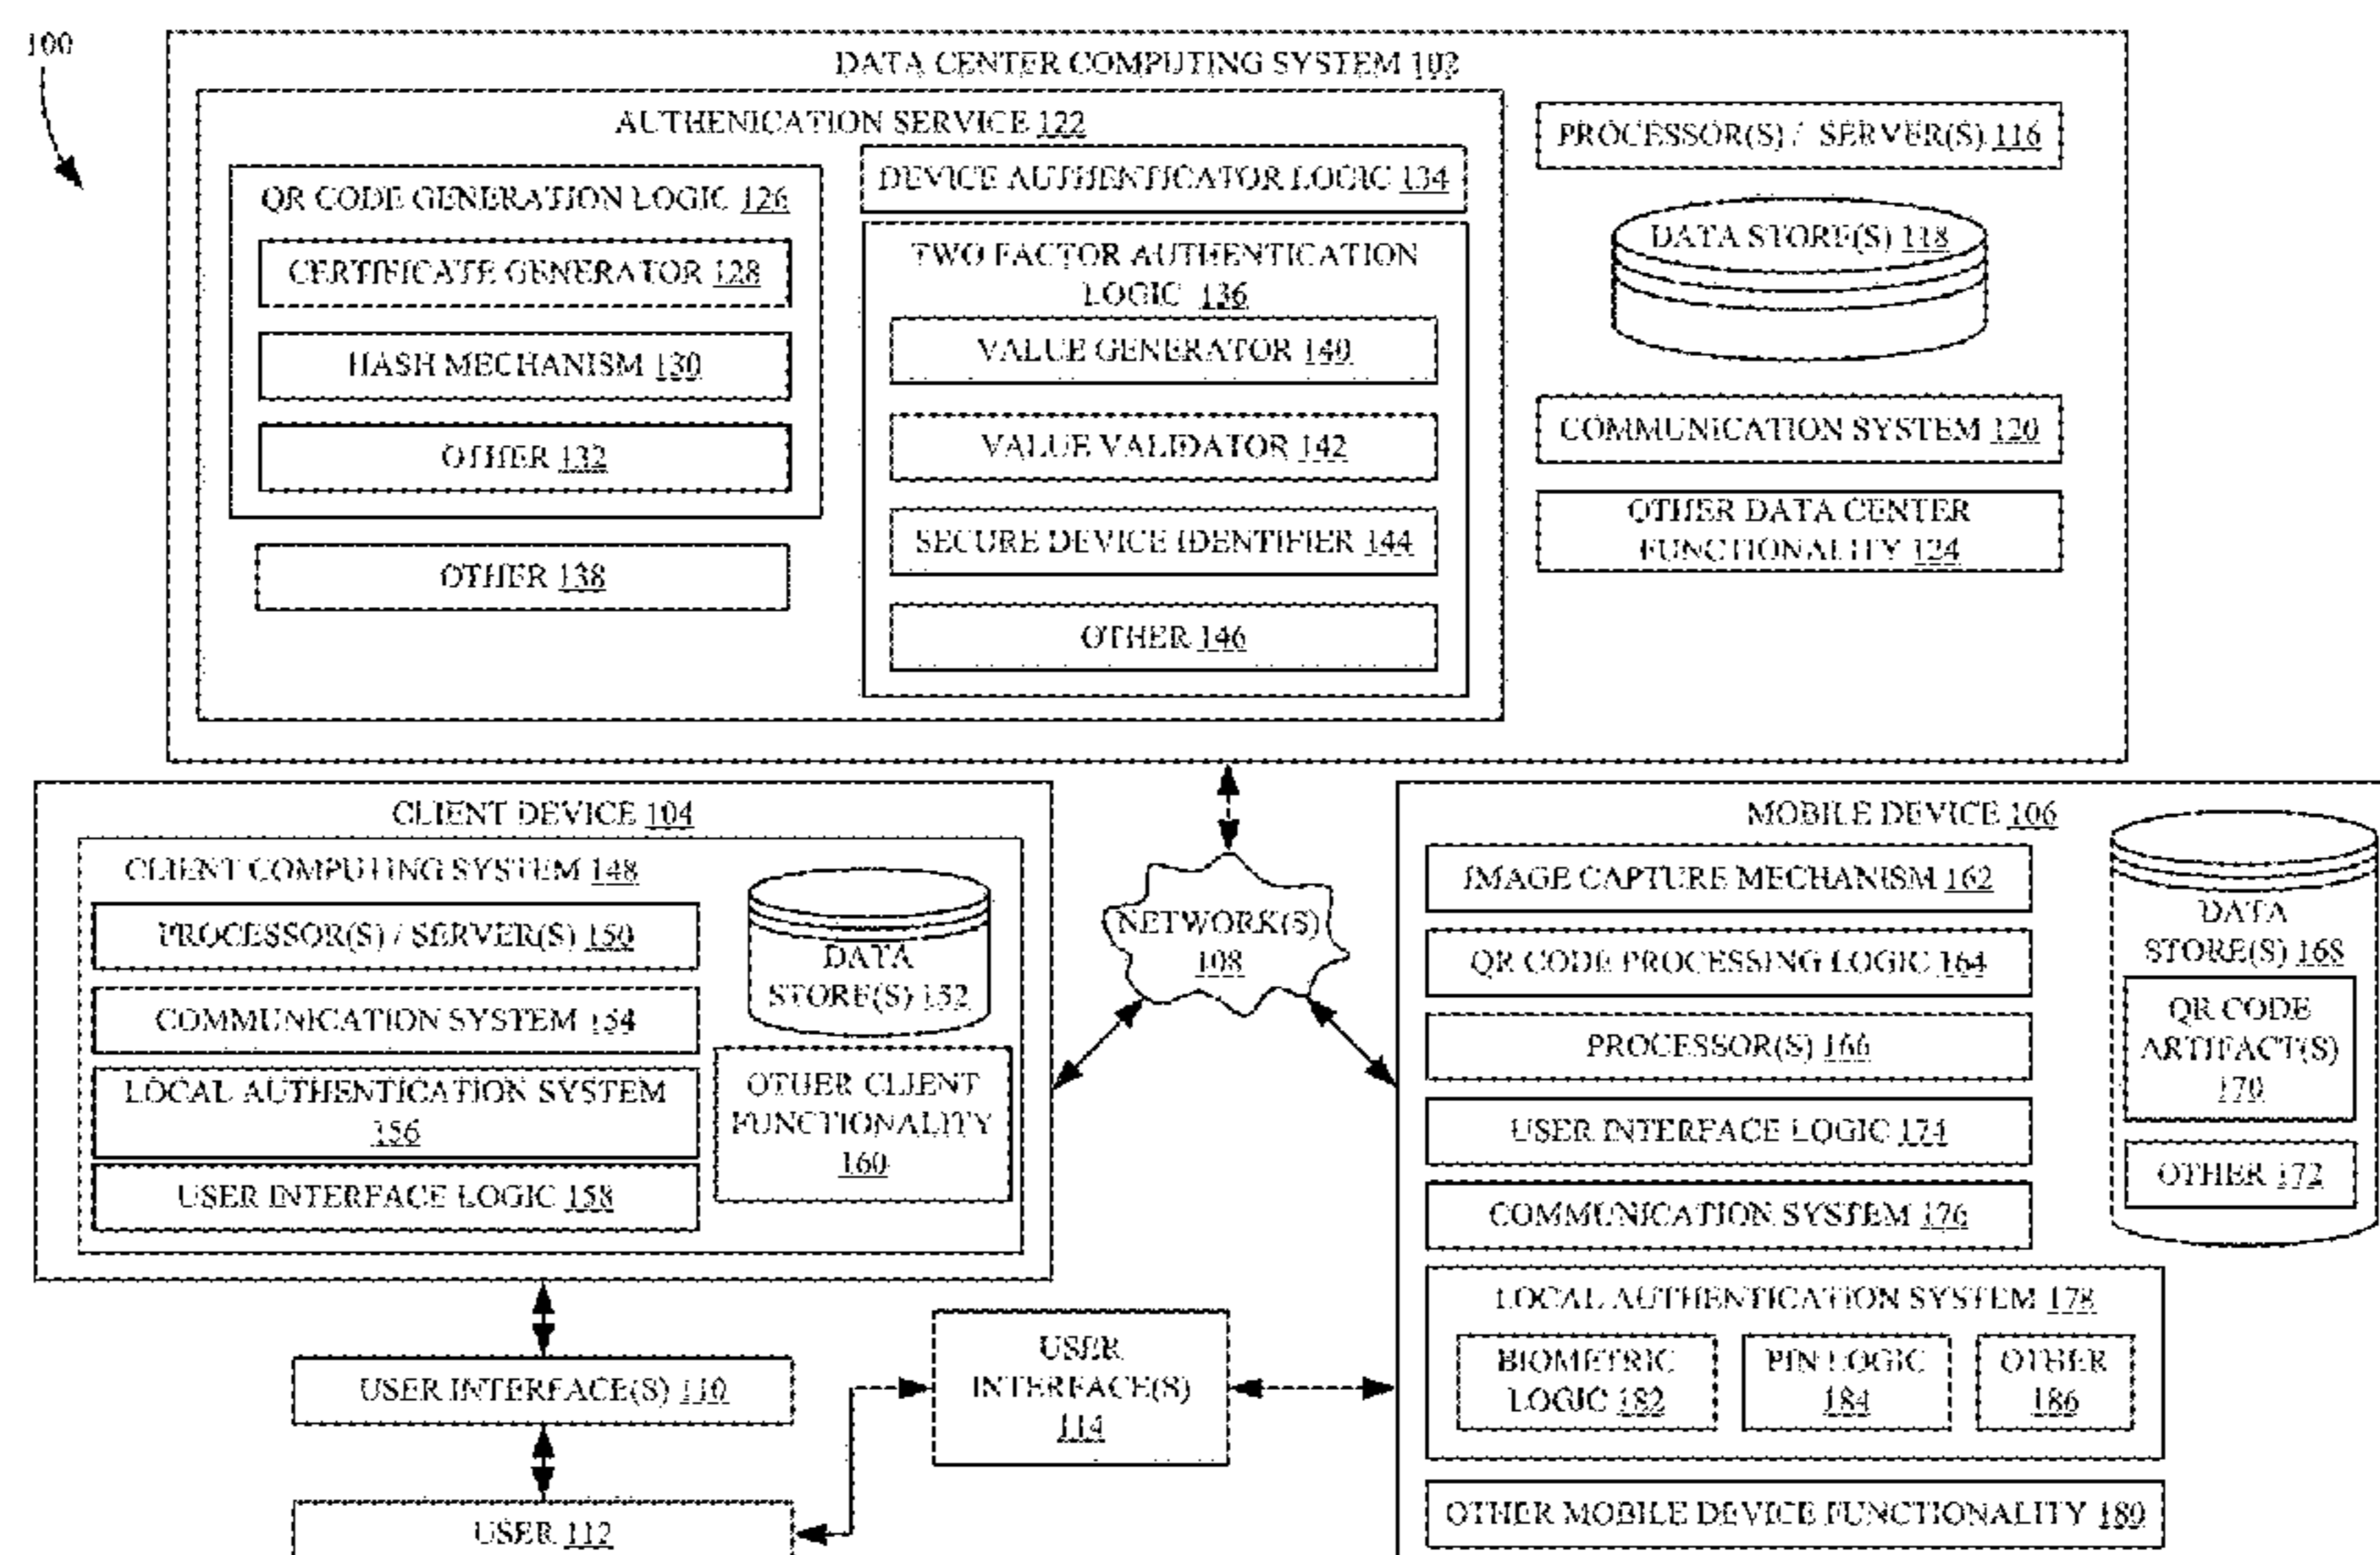 100
DATA CENTER COMPUTING SYSTEM 102
AUTHENICATION SERVICE 122
QR CODE GENERATION LOGIC 126
CERTIFICATE GENERATOR 128
HASH MECHANISM 130
OTHER 132
OTHER 138
DEVICE AUTHENTICATOR LOGIC 134
TWO FACTOR AUTHENTICATION
LOGIC 136
VALUE GENERATOR 140
VALUE VALIDATOR 142
SECURE DEVICE IDENTIFIER 144
OTHER 146
PROCESSOR(S) / SERVER(S) 116
DATA STORE(S) 118
COMMUNICATION SYSTEM 120
OTHER DATA CENTER
FUNCTIONALITY 124
CLIENT DEVICE 104
CLIENT COMPUTING SYSTEM 148
PROCESSOR(S) / SERVER(S) 150
COMMUNICATION SYSTEM 154
LOCAL AUTHENTICATION SYSTEM
156
USER INTERFACE LOGIC 158
DATA
STORE(S) 152
OTHER CLIENT
FUNCTIONALITY
160
NETWORK(S)
108
MOBILE DEVICE 106
IMAGE CAPTURE MECHANISM 162
QR CODE PROCESSING LOGIC 164
PROCESSOR(S) 166
USER INTERFACE LOGIC 174
COMMUNICATION SYSTEM 176
DATA
STORE(S) 168
QR CODE
ARTIFACT(S)
170
OTHER 172
LOCAL AUTHENTICATION SYSTEM 178
BIOMETRIC
LOGIC 182
PIN LOGIC
184
OTHER
186
OTHER MOBILE DEVICE FUNCTIONALITY 180
USER INTERFACE(S) 110
USER
INTERFACE(S)
114
USER 112